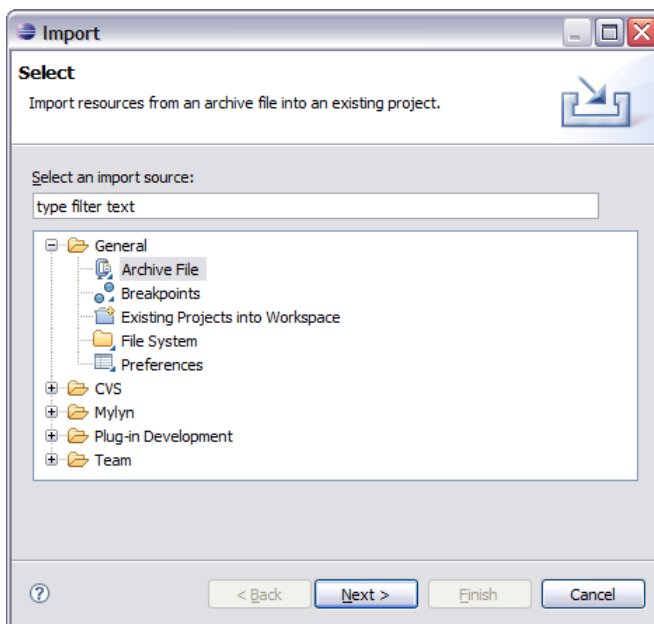 Import
Select
Import resources from an archive file into an existing project.
Select an import source:
type filter text
General
Archive File
Breakpoints
Existing Projects into Workspace
File System
Preferences
CVS
Mylyn
Plug-in Development
Team
? < Back Next > Finish Cancel